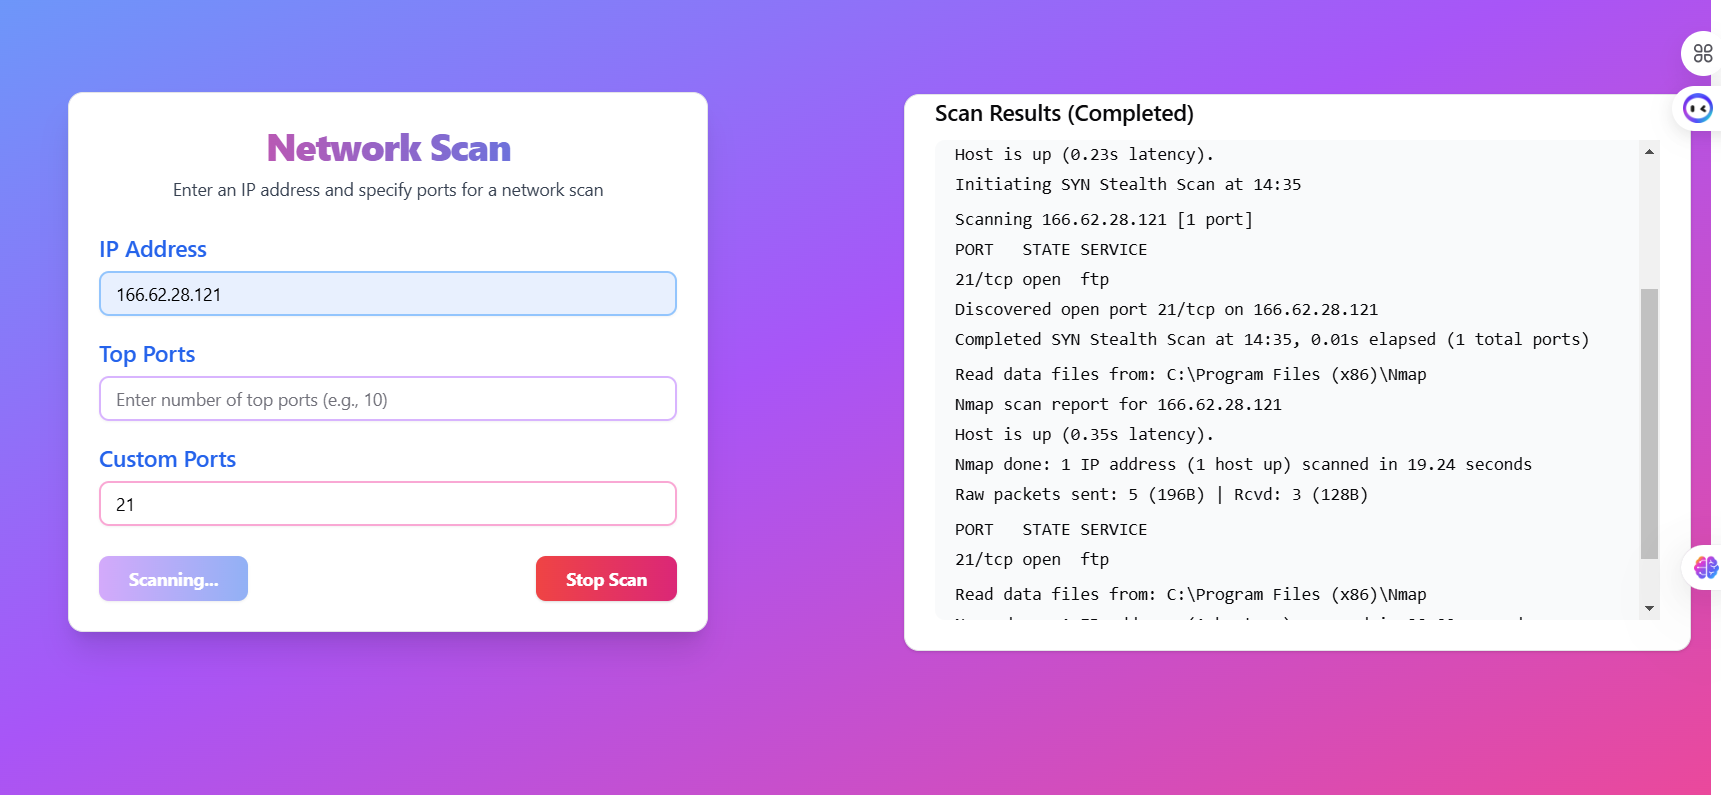 Network Scan
Enter an IP address and specify ports for a network scan
IP Address
166.62.28.121
Top Ports
Enter number of top ports (e.g., 10)
Custom Ports
21
Scanning...
Stop Scan
Scan Results (Completed)
Host is up (0.23s latency).
Initiating SYN Stealth Scan at 14:35
Scanning 166.62.28.121 [1 port]
PORT   STATE SERVICE
21/tcp open  ftp
Discovered open port 21/tcp on 166.62.28.121
Completed SYN Stealth Scan at 14:35, 0.01s elapsed (1 total ports)
Read data files from: C:\Program Files (x86)\Nmap
Nmap scan report for 166.62.28.121
Host is up (0.35s latency).
Nmap done: 1 IP address (1 host up) scanned in 19.24 seconds
Raw packets sent: 5 (196B) | Rcvd: 3 (128B)
PORT   STATE SERVICE
21/tcp open  ftp
Read data files from: C:\Program Files (x86)\Nmap